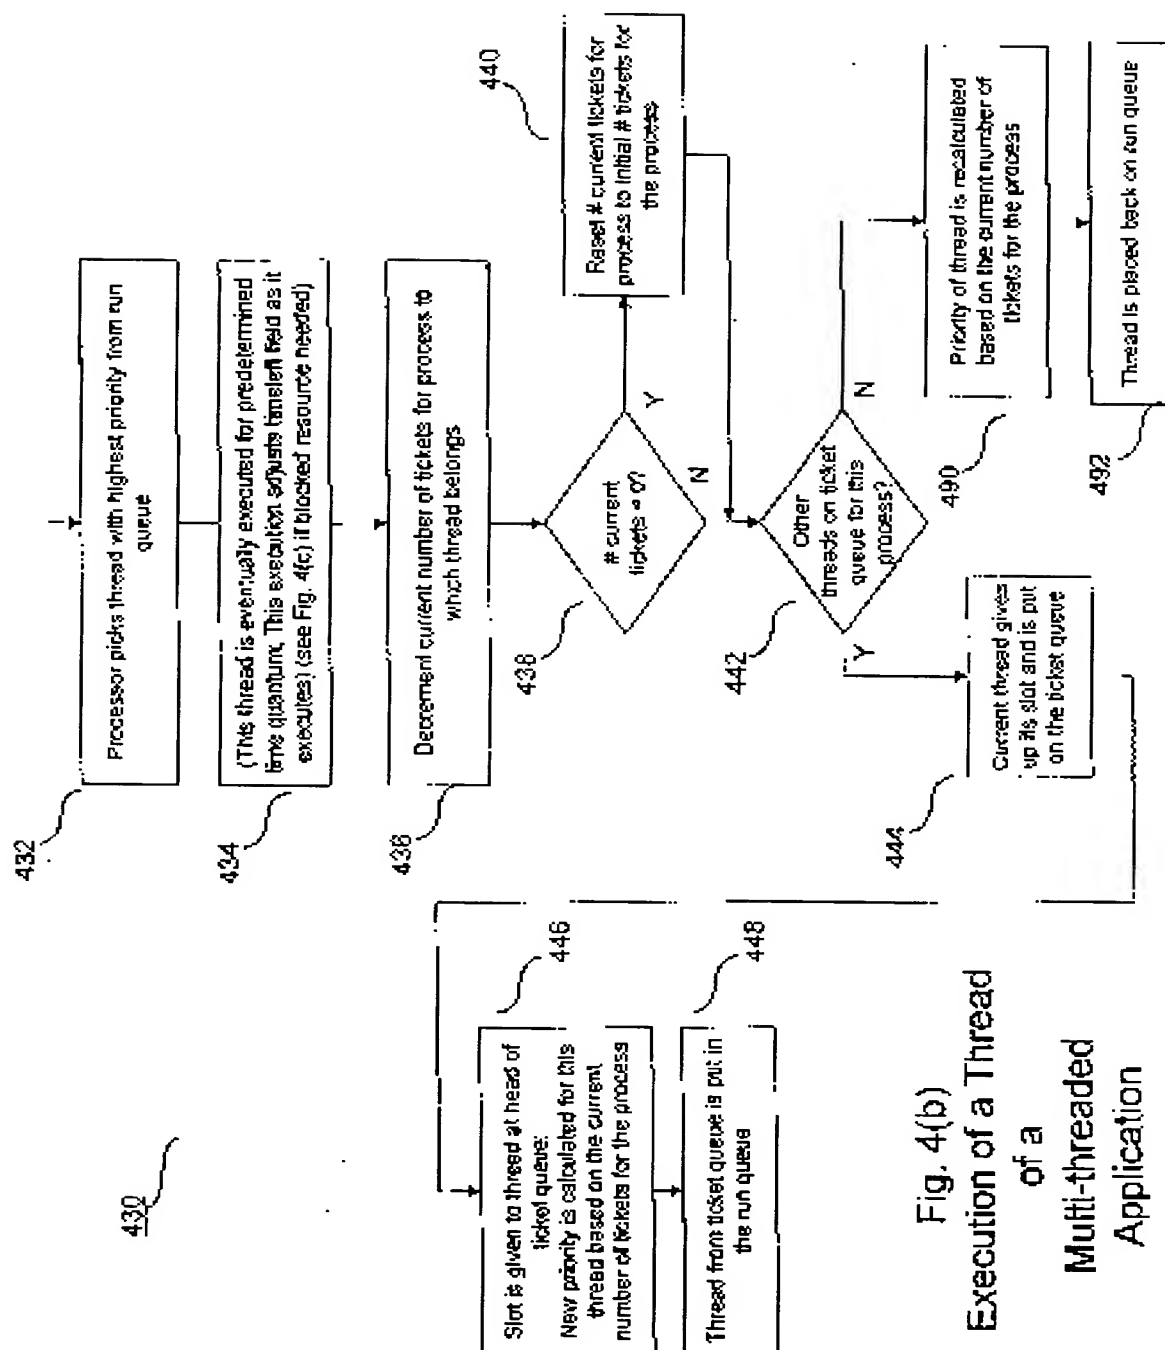 430
432
Processor picks thread with highest priority from run
queue
434
(This thread is eventually executed for predetermined
time quantum; This execution adjusts timeleft field as it
executes) (see Fig. 4(c) if blocked resource needed)
436
Decrement current number of tickets for process to
which thread belongs
438
# current
tickets = 0?
Y
N
440
Reset # current tickets for
process to initial # tickets for
the process
442
Other
threads on ticket
queue for this
process?
Y
N
444
Current thread gives
up its slot and is put
on the ticket queue
446
Slot is given to thread at head of
ticket queue:
New priority is calculated for this
thread based on the current
number of tickets for the process
448
Thread from ticket queue is put in
the run queue
490
Priority of thread is recalculated
based on the current number of
tickets for the process
492
Thread is placed back on run queue
Fig. 4(b)
Execution of a Thread
of a
Multi-threaded
Application